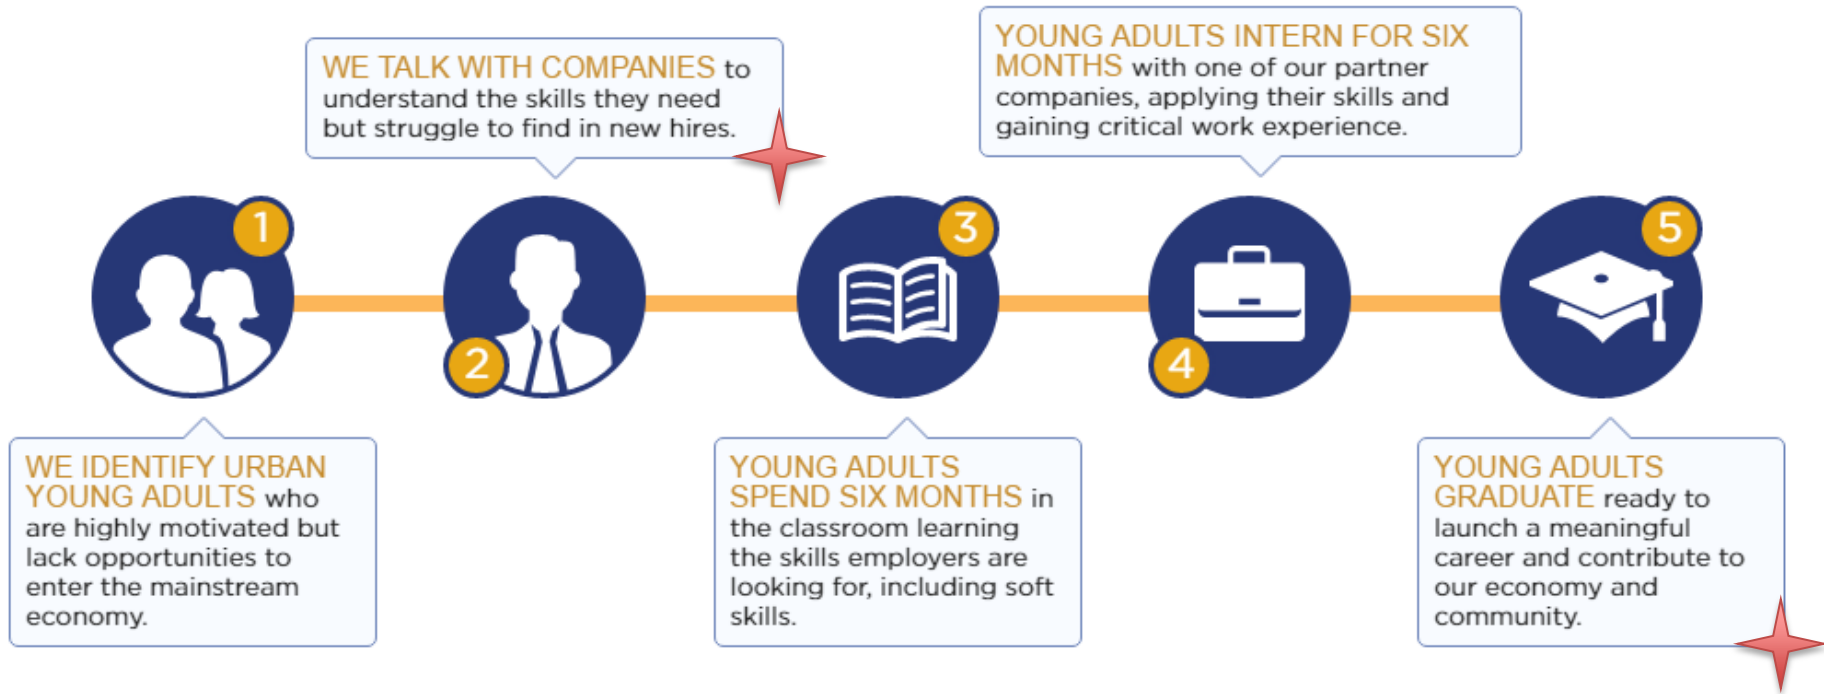 1
WE IDENTIFY URBAN
YOUNG ADULTS who
are highly motivated but
lack opportunities to
enter the mainstream
economy.
2
WE TALK WITH COMPANIES to
understand the skills they need
but struggle to find in new hires.
3
YOUNG ADULTS
SPEND SIX MONTHS in
the classroom learning
the skills employers are
looking for, including soft
skills.
4
YOUNG ADULTS INTERN FOR SIX
MONTHS with one of our partner
companies, applying their skills and
gaining critical work experience.
5
YOUNG ADULTS
GRADUATE ready to
launch a meaningful
career and contribute to
our economy and
community.